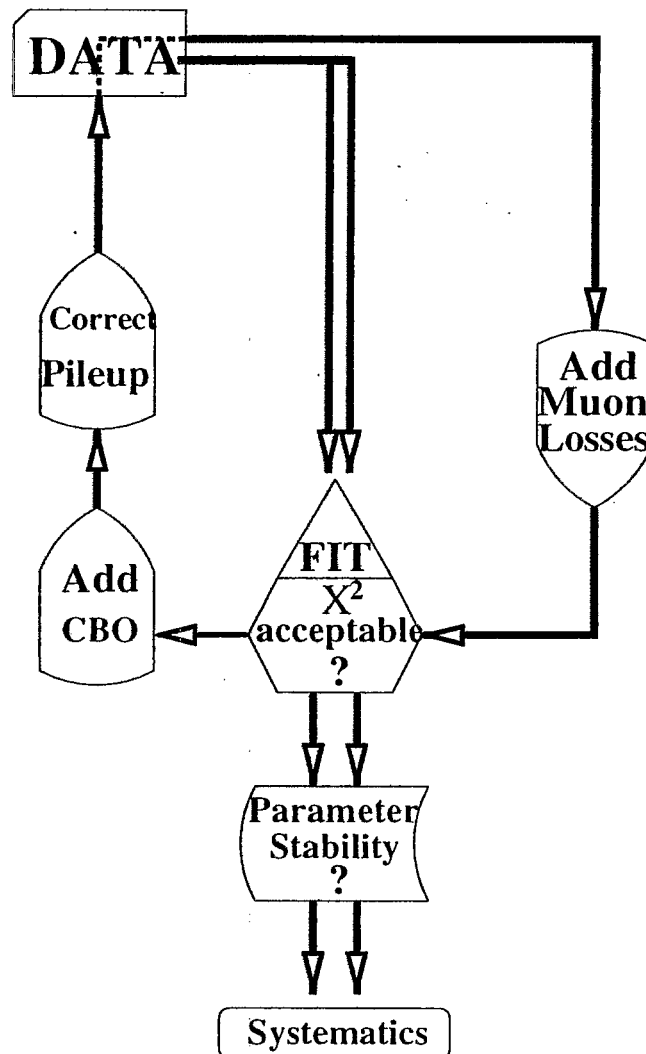 DATA
Correct
Pileup
Add
Muon
Losses
FIT
X²
acceptable
?
Add
CBO
Parameter
Stability
?
Systematics